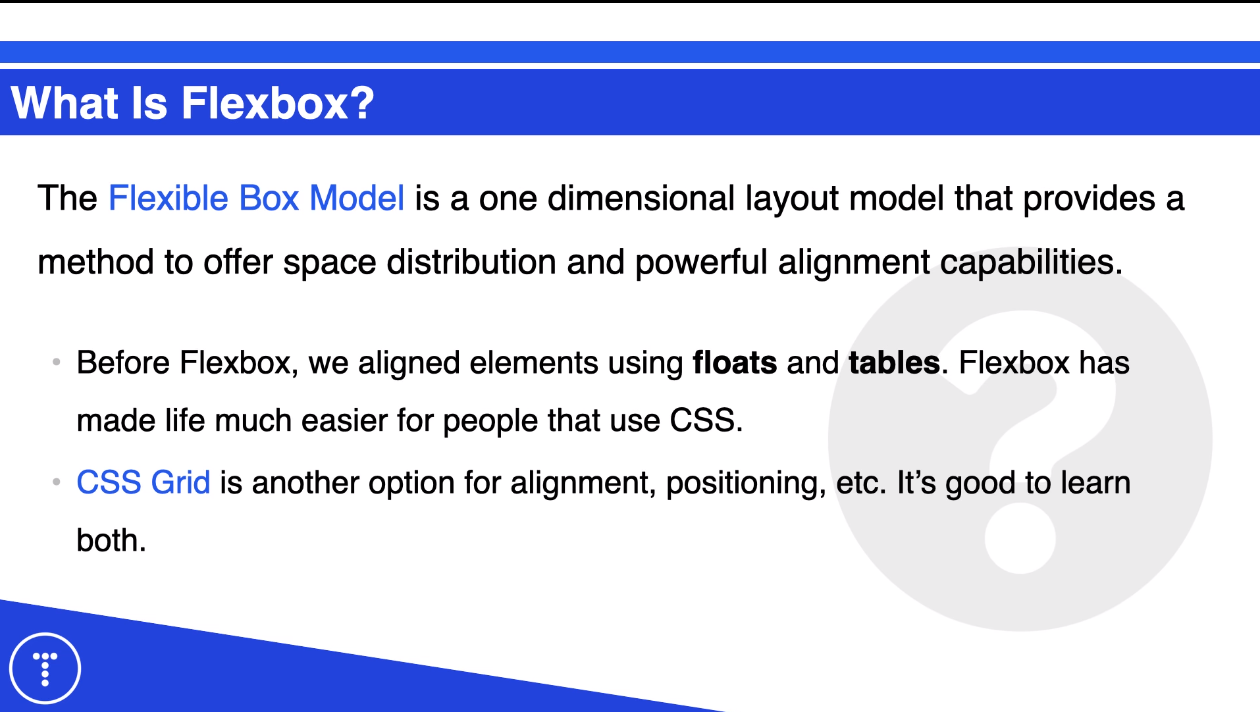 What Is Flexbox?
The Flexible Box Model is a one dimensional layout model that provides a
method to offer space distribution and powerful alignment capabilities.
• Before Flexbox, we aligned elements using floats and tables. Flexbox has
made life much easier for people that use CSS.
• CSS Grid is another option for alignment, positioning, etc. It’s good to learn
both.